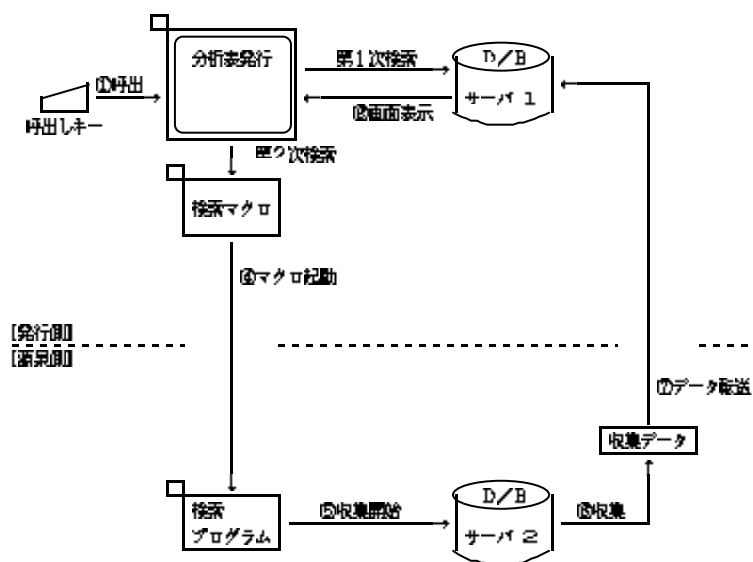 分析表発行
第1次検索
D/B
サーバ 1
①呼出
呼出しキー
②画面表示
第2次検索
検索マクロ
④マクロ起動
[発行側]
[源泉側]
⑦データ転送
収集データ
検索
プログラム
⑤収集開始
D/B
サーバ 2
⑥収集